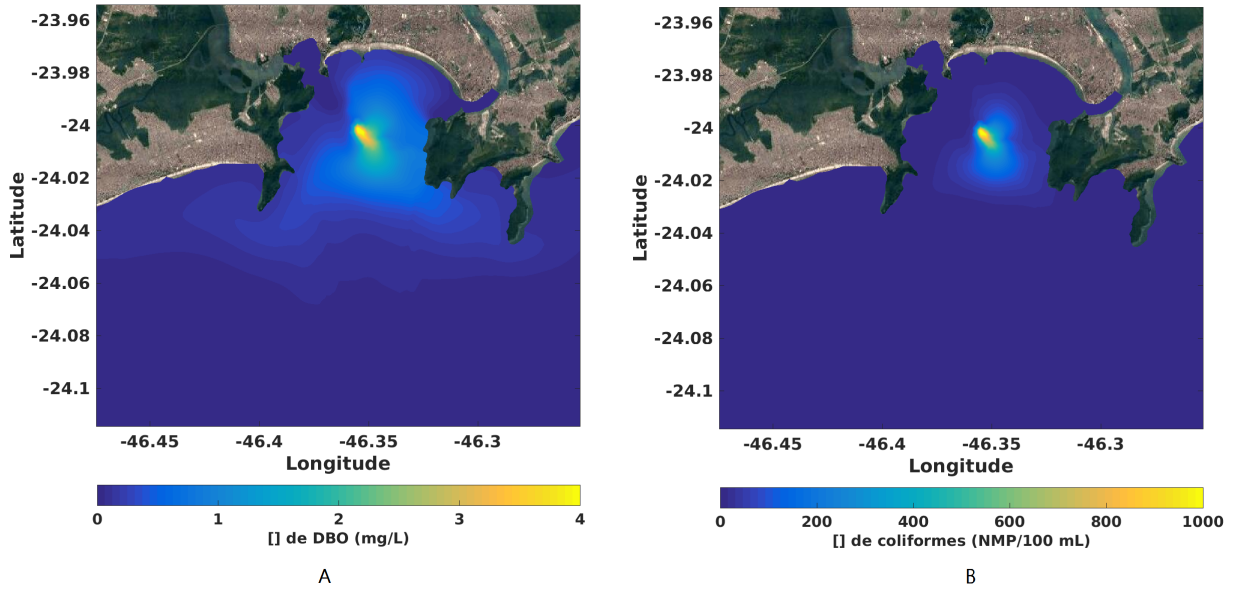 -23.96
-23.98
-24
-24.02
-24.04
-24.06
-24.08
-24.1
Latitude
-46.45 -46.4 -46.35 -46.3
Longitude
0 1 2 3 4
[] de DBO (mg/L)
A
-23.96
-23.98
-24
-24.02
-24.04
-24.06
-24.08
-24.1
Latitude
-46.45 -46.4 -46.35 -46.3
Longitude
0 200 400 600 800 1000
[] de coliformes (NMP/100 mL)
B